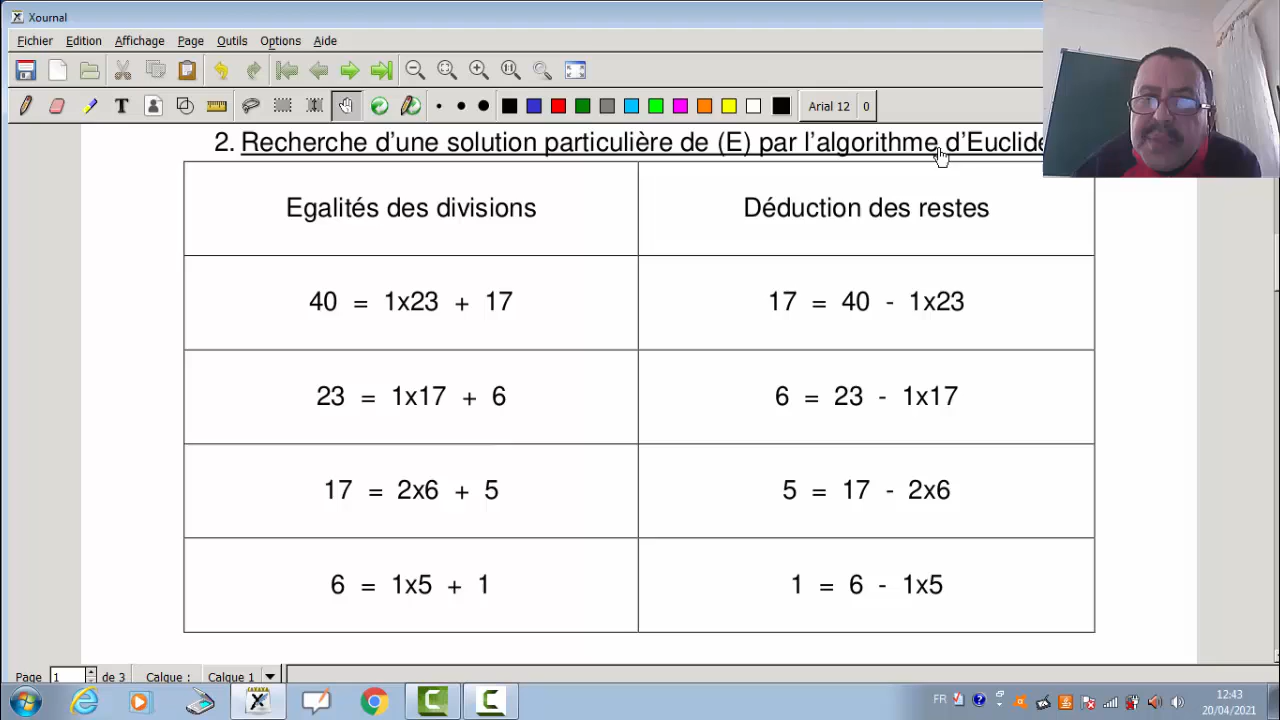 Xournal
Fichier Edition Affichage Page Outils Options Aide
Arial 12 0
2. Recherche d'une solution particulière de (E) par l'algorithme d'Euclide
Egalités des divisions Déduction des restes
40 = 1x23 + 17 17 = 40 - 1x23
23 = 1x17 + 6 6 = 23 - 1x17
17 = 2x6 + 5 5 = 17 - 2x6
6 = 1x5 + 1 1 = 6 - 1x5
Page 1 de 3 Calque : Calque 1
FR 12:43
20/04/2021